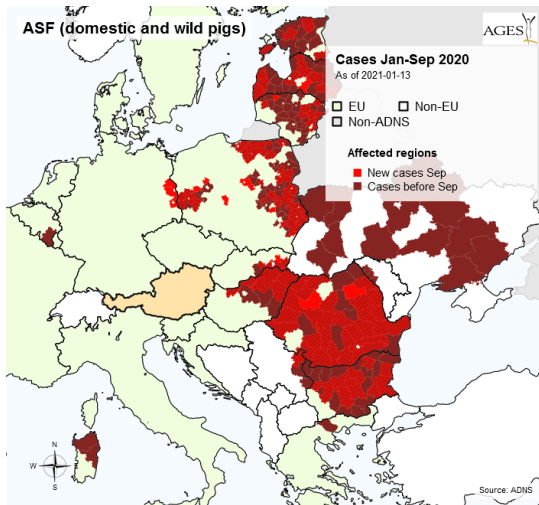 ASF (domestic and wild pigs)
AGES
Cases Jan-Sep 2020
As of 2021-01-13
EU Non-EU
Non-ADNS
Affected regions
New cases Sep
Cases before Sep
N
W E
S
Source: ADNS